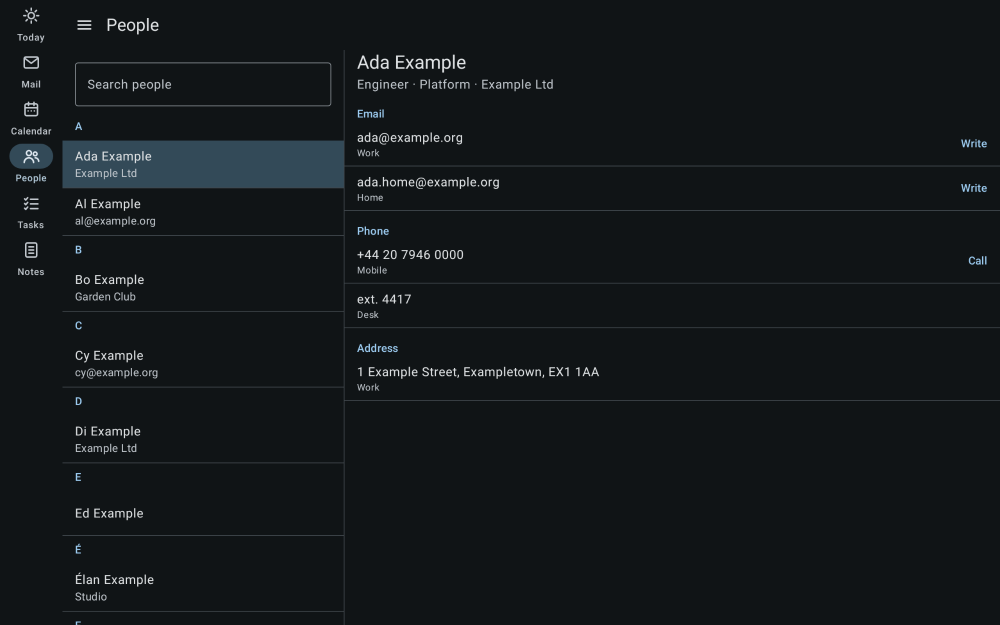 Today
Mail
Calendar
People
Tasks
Notes
People
Search people
A
Ada Example
Example Ltd
Al Example
al@example.org
B
Bo Example
Garden Club
C
Cy Example
cy@example.org
D
Di Example
Example Ltd
E
Ed Example
É
Élan Example
Studio
Ada Example
Engineer · Platform · Example Ltd
Email
ada@example.org
Work
Write
ada.home@example.org
Home
Write
Phone
+44 20 7946 0000
Mobile
Call
ext. 4417
Desk
Address
1 Example Street, Exampletown, EX1 1AA
Work